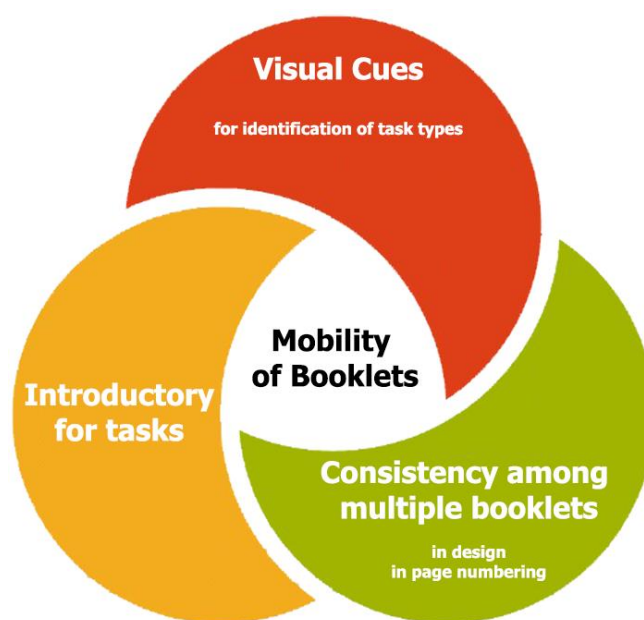 Visual Cues
for identification of task types
Mobility
of Booklets
Introductory
for tasks
Consistency among
multiple booklets
in design
in page numbering